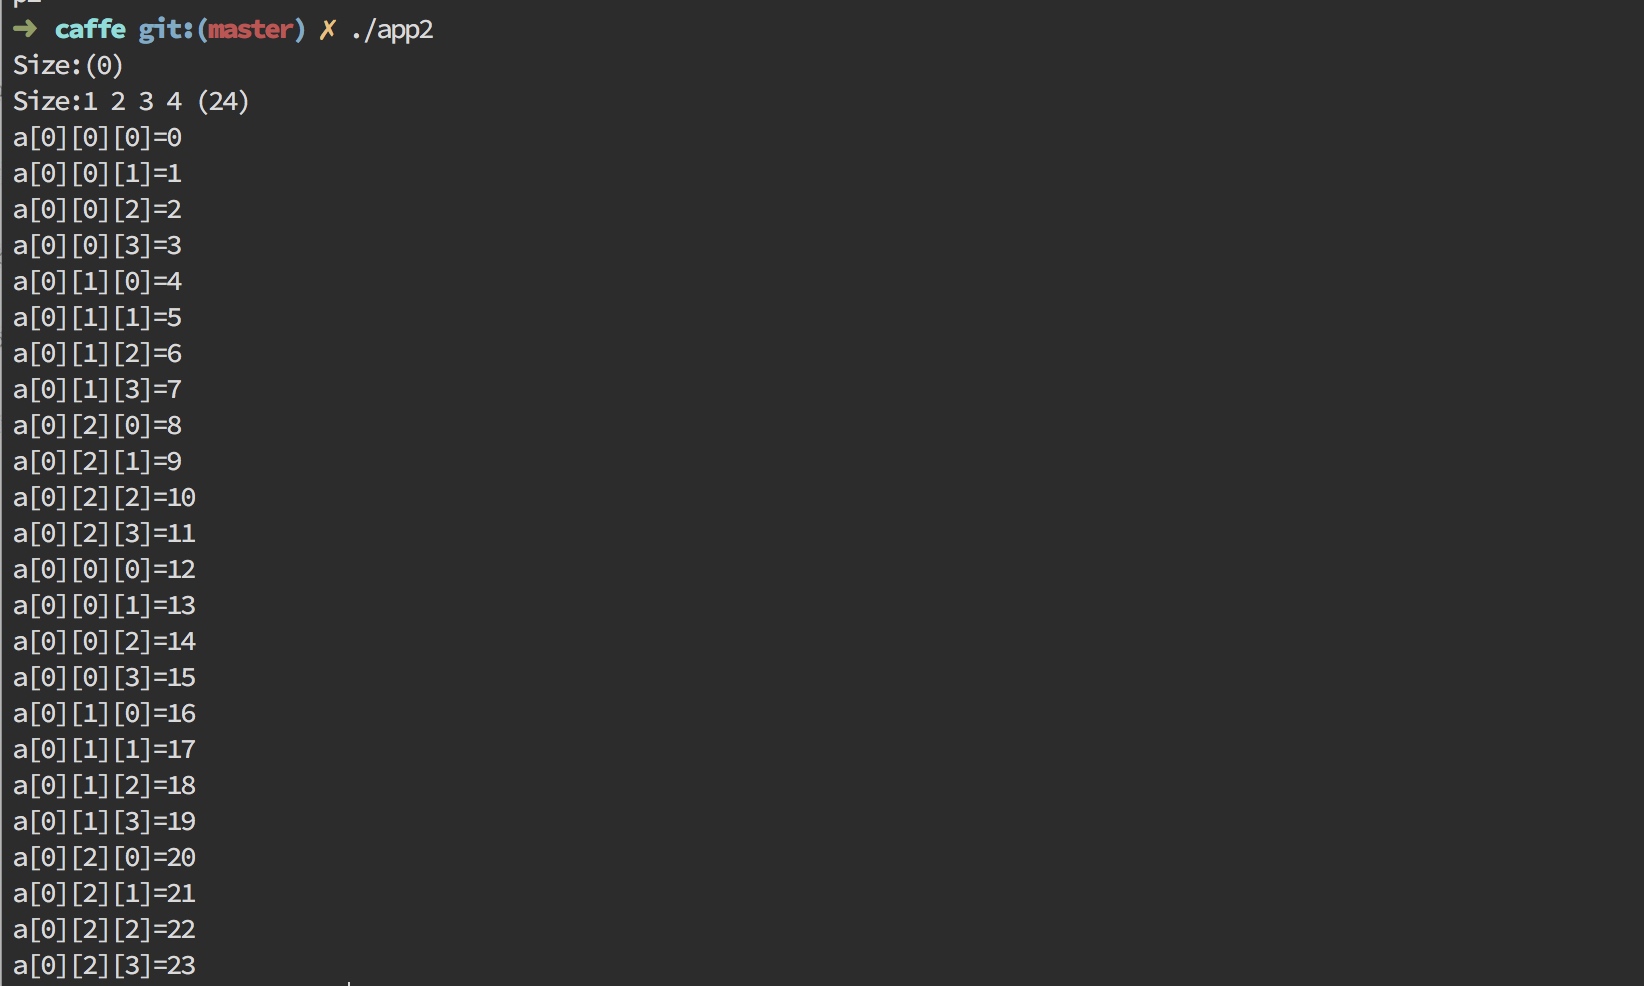 ➜ caffe git:(master) ✗ ./app2
Size:(0)
Size:1 2 3 4 (24)
a[0][0][0]=0
a[0][0][1]=1
a[0][0][2]=2
a[0][0][3]=3
a[0][1][0]=4
a[0][1][1]=5
a[0][1][2]=6
a[0][1][3]=7
a[0][2][0]=8
a[0][2][1]=9
a[0][2][2]=10
a[0][2][3]=11
a[0][0][0]=12
a[0][0][1]=13
a[0][0][2]=14
a[0][0][3]=15
a[0][1][0]=16
a[0][1][1]=17
a[0][1][2]=18
a[0][1][3]=19
a[0][2][0]=20
a[0][2][1]=21
a[0][2][2]=22
a[0][2][3]=23